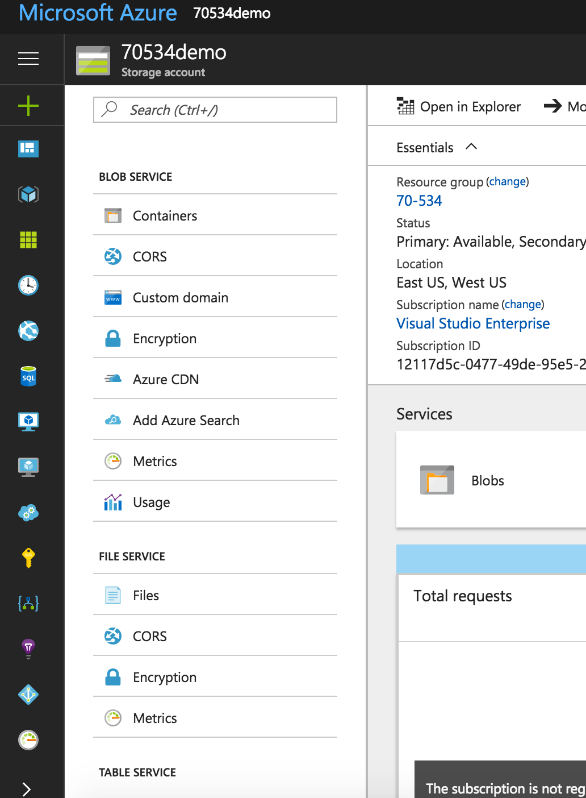 Microsoft Azure 70534demo
70534demo
Storage account
Search (Ctrl+/)
BLOB SERVICE
Containers
CORS
www
Custom domain
Encryption
Azure CDN
Add Azure Search
Metrics
Usage
FILE SERVICE
Files
CORS
Encryption
Metrics
TABLE SERVICE
SQL
Open in Explorer
Essentials
Resource group (change)
70-534
Status
Primary: Available, Secondary
Location
East US, West US
Subscription name (change)
Visual Studio Enterprise
Subscription ID
12117d5c-0477-49de-95e5-2
Services
Blobs
Total requests
The subscription is not reg